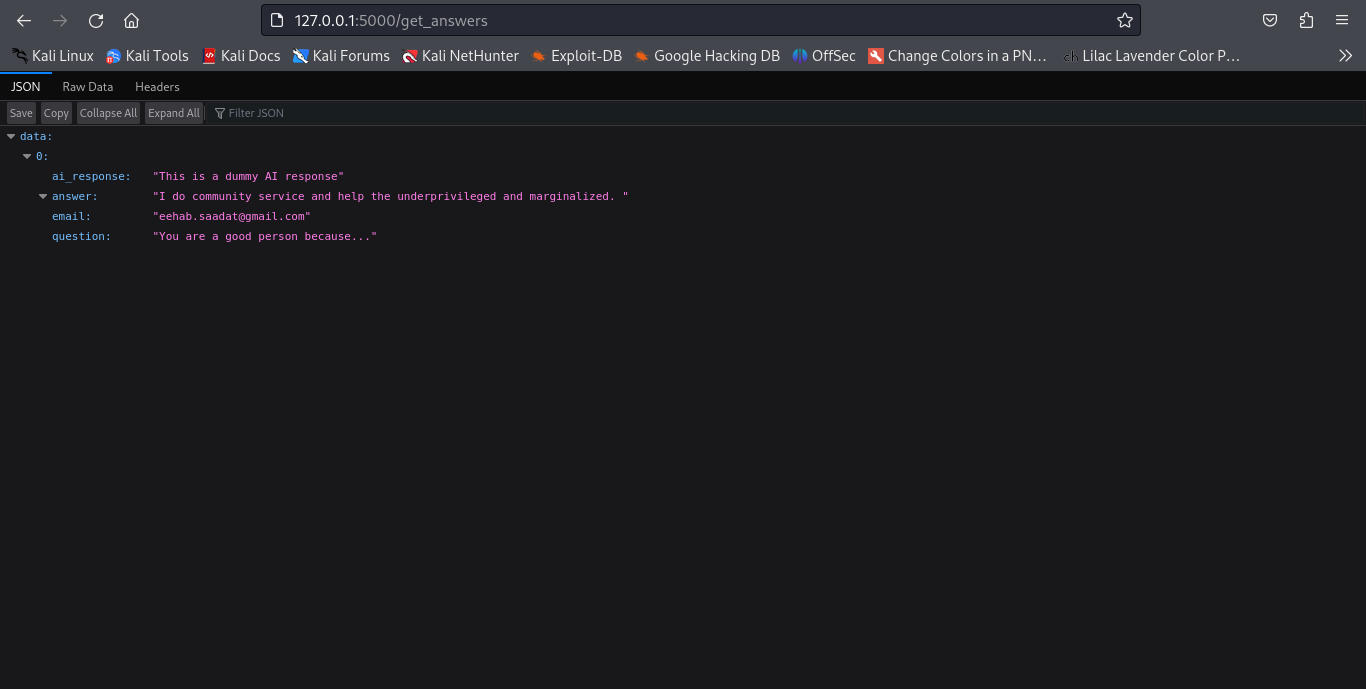 127.0.0.1:5000/get_answers
Kali Linux Kali Tools Kali Docs Kali Forums Kali NetHunter Exploit-DB Google Hacking DB OffSec Change Colors in a PN… ch Lilac Lavender Color P…
JSON Raw Data Headers
Save Copy Collapse All Expand All Filter JSON
data:
0:
ai_response: "This is a dummy AI response"
answer: "I do community service and help the underprivileged and marginalized. "
email: "eehab.saadat@gmail.com"
question: "You are a good person because..."